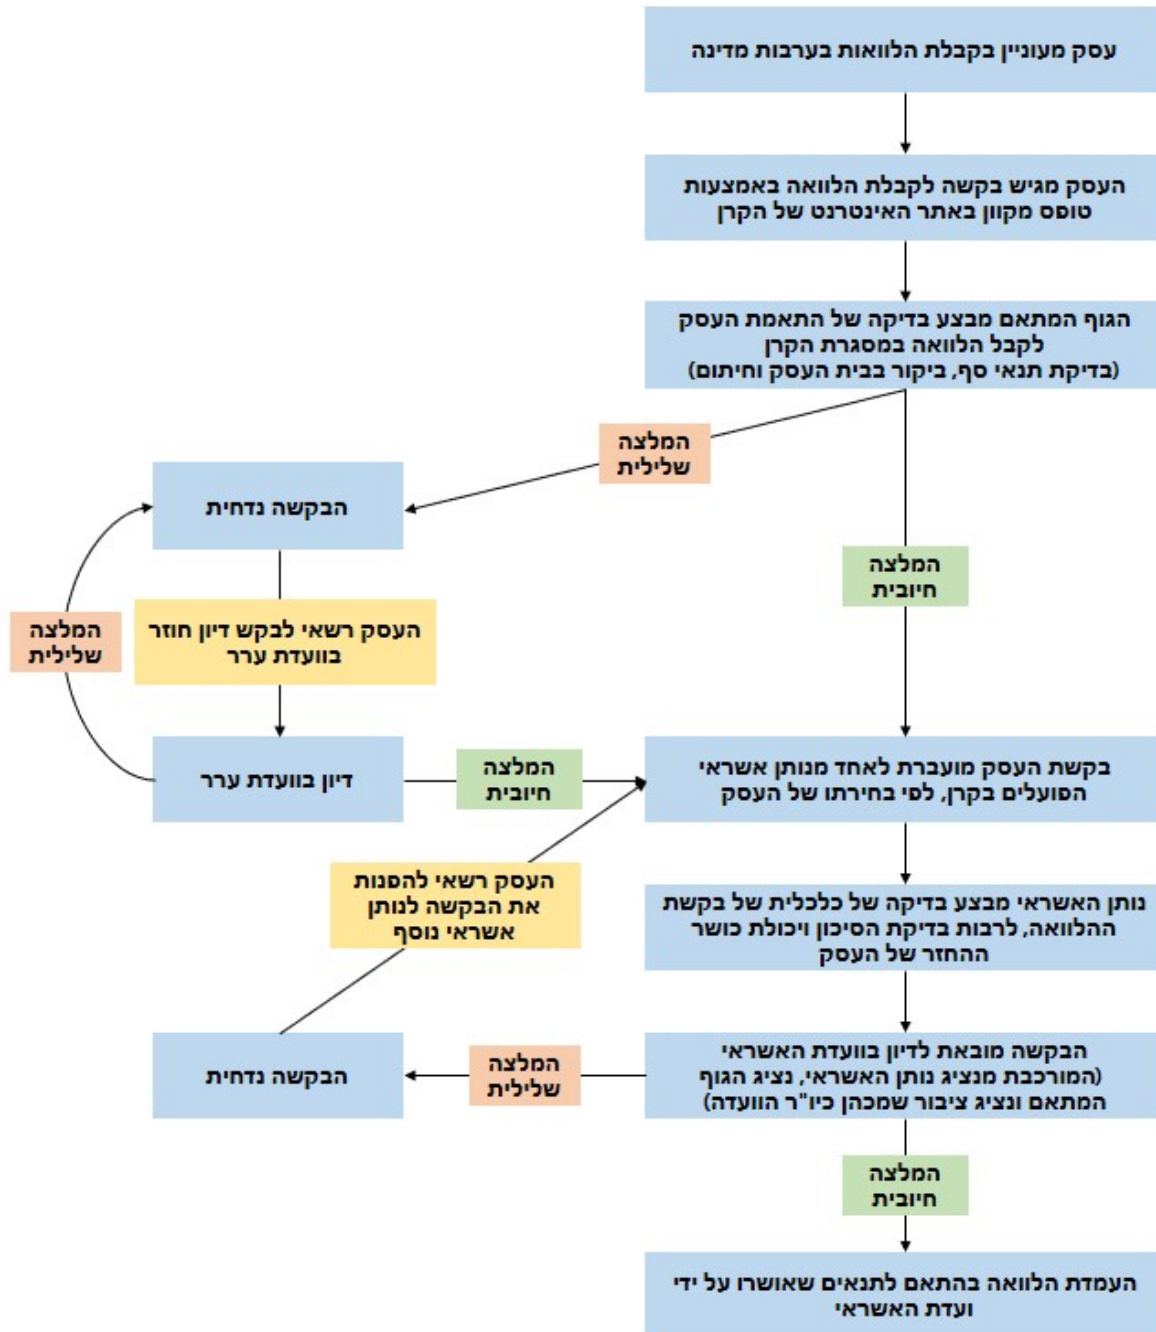 עסק מעוניין בקבלת הלוואות בערבות מדינה
העסק מגיש בקשה לקבלת הלוואה באמצעות
טופס מקוון באתר האינטרנט של הקרן
הגוף המתאם מבצע בדיקה של התאמת העסק
לקבל הלוואה במסגרת הקרן
(בדיקת תנאי סף, ביקור בבית העסק וחיתום)
המלצה
שלילית
הבקשה נדחית
המלצה
חיובית
העסק רשאי לבקש דיון חוזר
בוועדת ערר
המלצה
שלילית
דיון בוועדת ערר
המלצה
חיובית
בקשת העסק מועברת לאחד מנותן אשראי
הפועלים בקרן, לפי בחירתו של העסק
העסק רשאי להפנות
את הבקשה לנותן
אשראי נוסף
נותן האשראי מבצע בדיקה של כלכלית של בקשת
ההלוואה, לרבות בדיקת הסיכון ויכולת כושר
ההחזר של העסק
הבקשה מובאת לדיון בוועדת האשראי
(המורכבת מנציג נותן האשראי, נציג הגוף
המתאם ונציג ציבור שמכהן כיו"ר הוועדה)
המלצה
שלילית
הבקשה נדחית
המלצה
חיובית
העמדת הלוואה בהתאם לתנאים שאושרו על ידי
ועדת האשראי